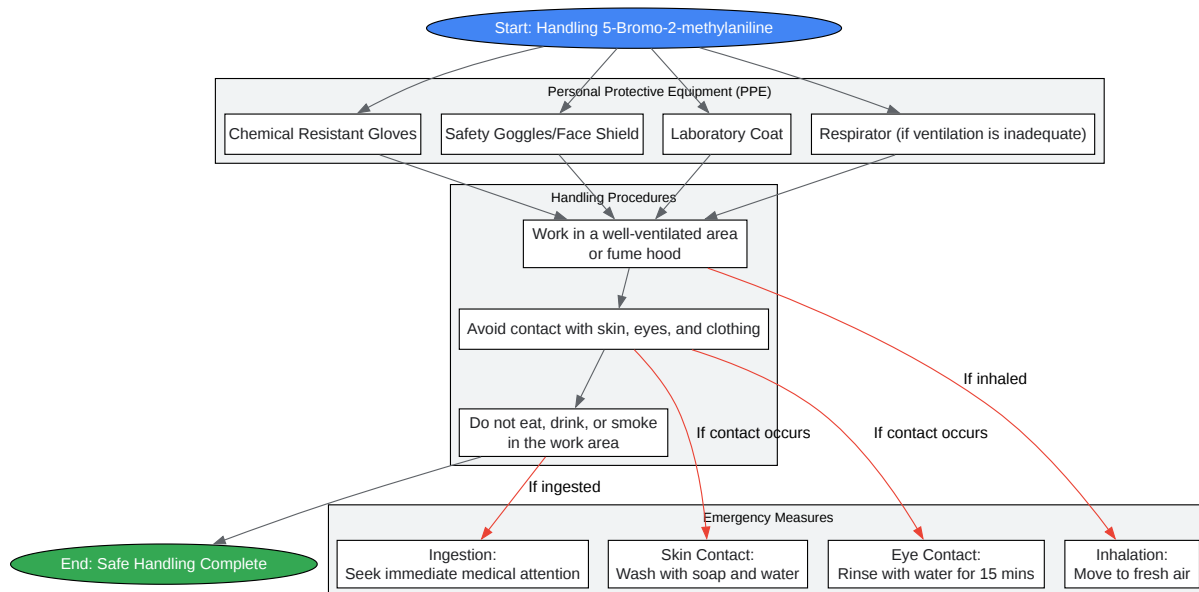 Start: Handling 5-Bromo-2-methylaniline
Personal Protective Equipment (PPE)
Chemical Resistant Gloves
Safety Goggles/Face Shield
Laboratory Coat
Respirator (if ventilation is inadequate)
Handling Procedures
Work in a well-ventilated area
or fume hood
Avoid contact with skin, eyes, and clothing
If inhaled
Do not eat, drink, or smoke
in the work area
If contact occurs
If contact occurs
If ingested
Emergency Measures
End: Safe Handling Complete
Ingestion:
Seek immediate medical attention
Skin Contact:
Wash with soap and water
Eye Contact:
Rinse with water for 15 mins
Inhalation:
Move to fresh air